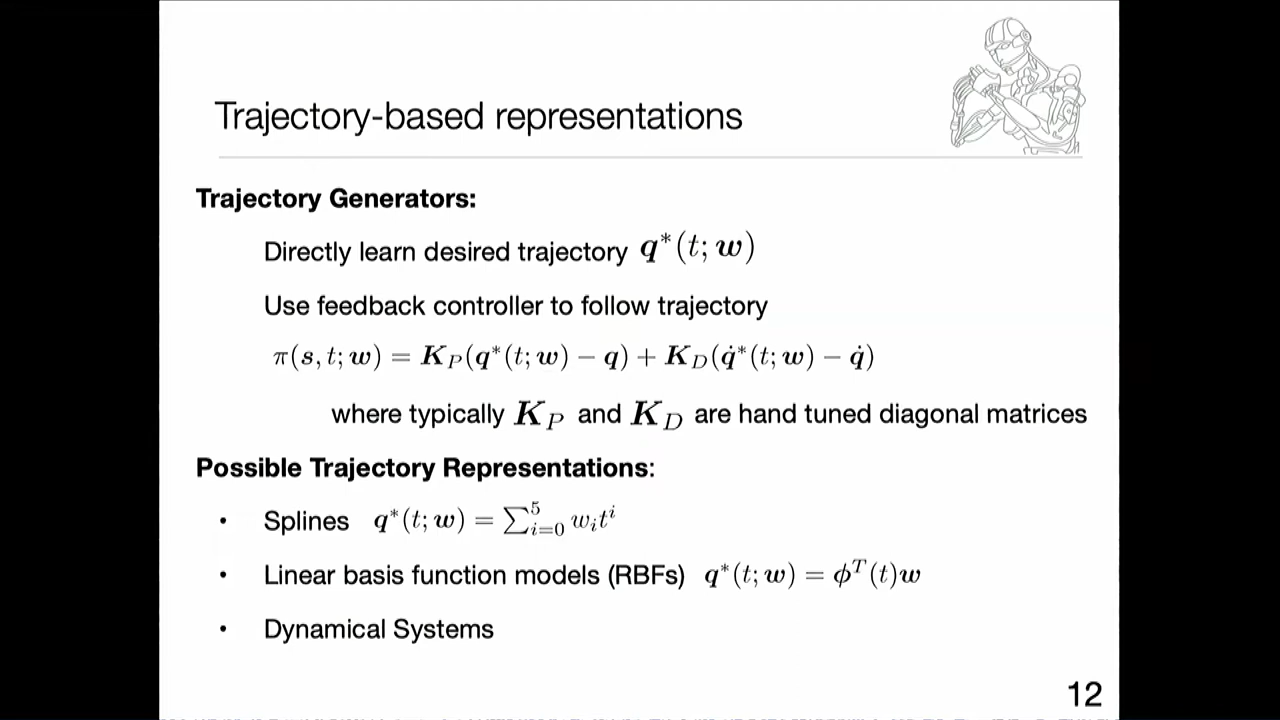 Trajectory-based representations
Trajectory Generators:
Directly learn desired trajectory q*(t; w)
Use feedback controller to follow trajectory
π(s, t; w) = K_P(q*(t; w) − q) + K_D(q̇*(t; w) − q̇)
where typically K_P and K_D are hand tuned diagonal matrices
Possible Trajectory Representations:
• Splines q*(t; w) = ∑_{i=0}^{5} w_i t^i
• Linear basis function models (RBFs) q*(t; w) = ϕ^T(t)w
• Dynamical Systems
12